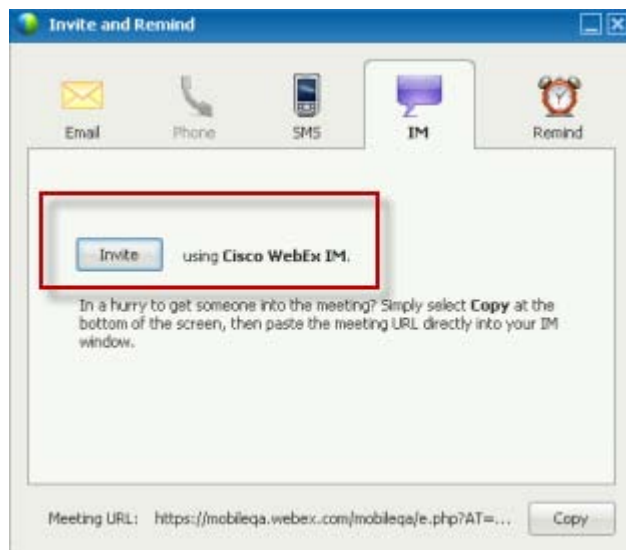 Invite and Remind
Email Phone SMS IM Remind
Invite using Cisco WebEx IM.
In a hurry to get someone into the meeting? Simply select Copy at the
bottom of the screen, then paste the meeting URL directly into your IM
window.
Meeting URL: https://mobileqa.webex.com/mobileqa/e.php?AT=... Copy